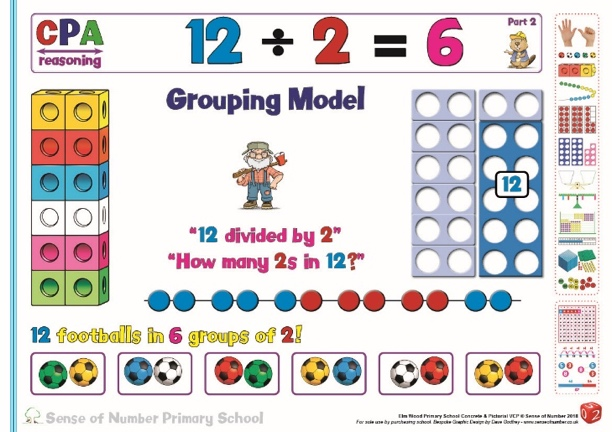 CPA
reasoning
12 ÷ 2 = 6
Part 2
Grouping Model
12
"12 divided by 2"
"How many 2s in 12?"
12 footballs in 6 groups of 2!
Sense of Number Primary School
Elm Wood Primary School Concrete & Pictorial VCP © Sense of Number 2018
For sale use by purchasing school. Bespoke Graphic Design by Dave Godfrey - www.senseofnumber.co.uk